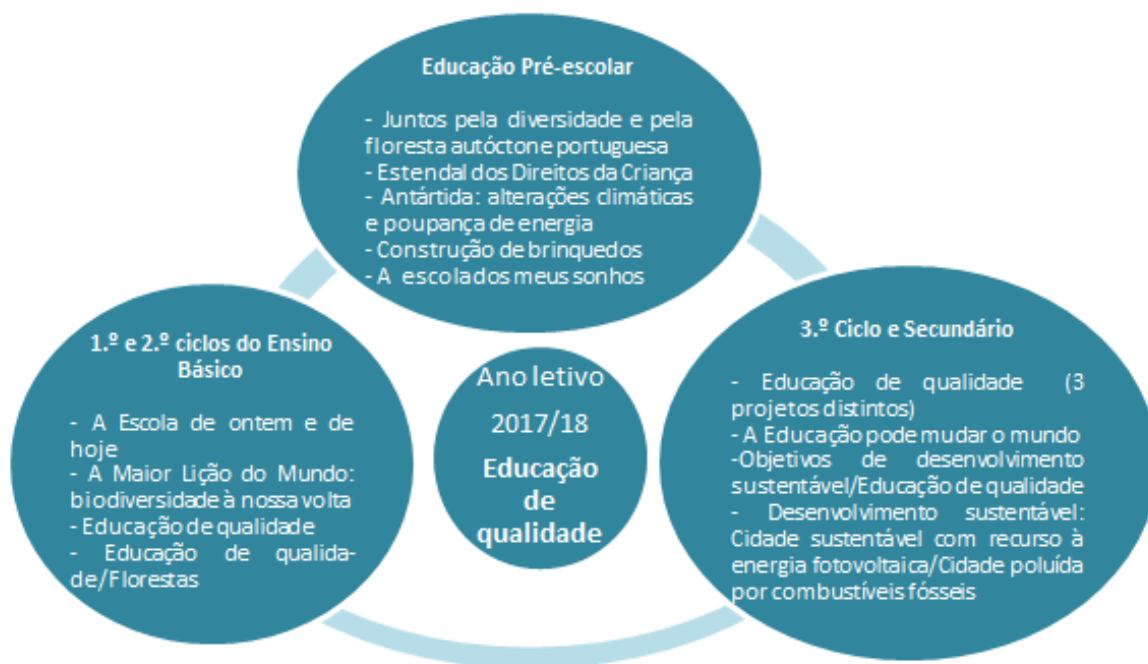 Educação Pré-escolar
- Juntos pela diversidade e pela
floresta autóctone portuguesa
- Estendal dos Direitos da Criança
- Antártida: alterações climáticas
e poupança de energia
- Construção de brinquedos
- A escola dos meus sonhos
1.º e 2.º ciclos do Ensino
Básico
- A Escola de ontem e de
hoje
- A Maior Lição do Mundo:
biodiversidade à nossa volta
- Educação de qualidade
- Educação de qualida-
de/Florestas
Ano letivo
2017/18
Educação
de
qualidade
3.º Ciclo e Secundário
- Educação de qualidade (3
projetos distintos)
- A Educação pode mudar o mundo
-Objetivos de desenvolvimento
sustentável/Educação de qualidade
- Desenvolvimento sustentável:
Cidade sustentável com recurso à
energia fotovoltaica/Cidade poluída
por combustíveis fósseis